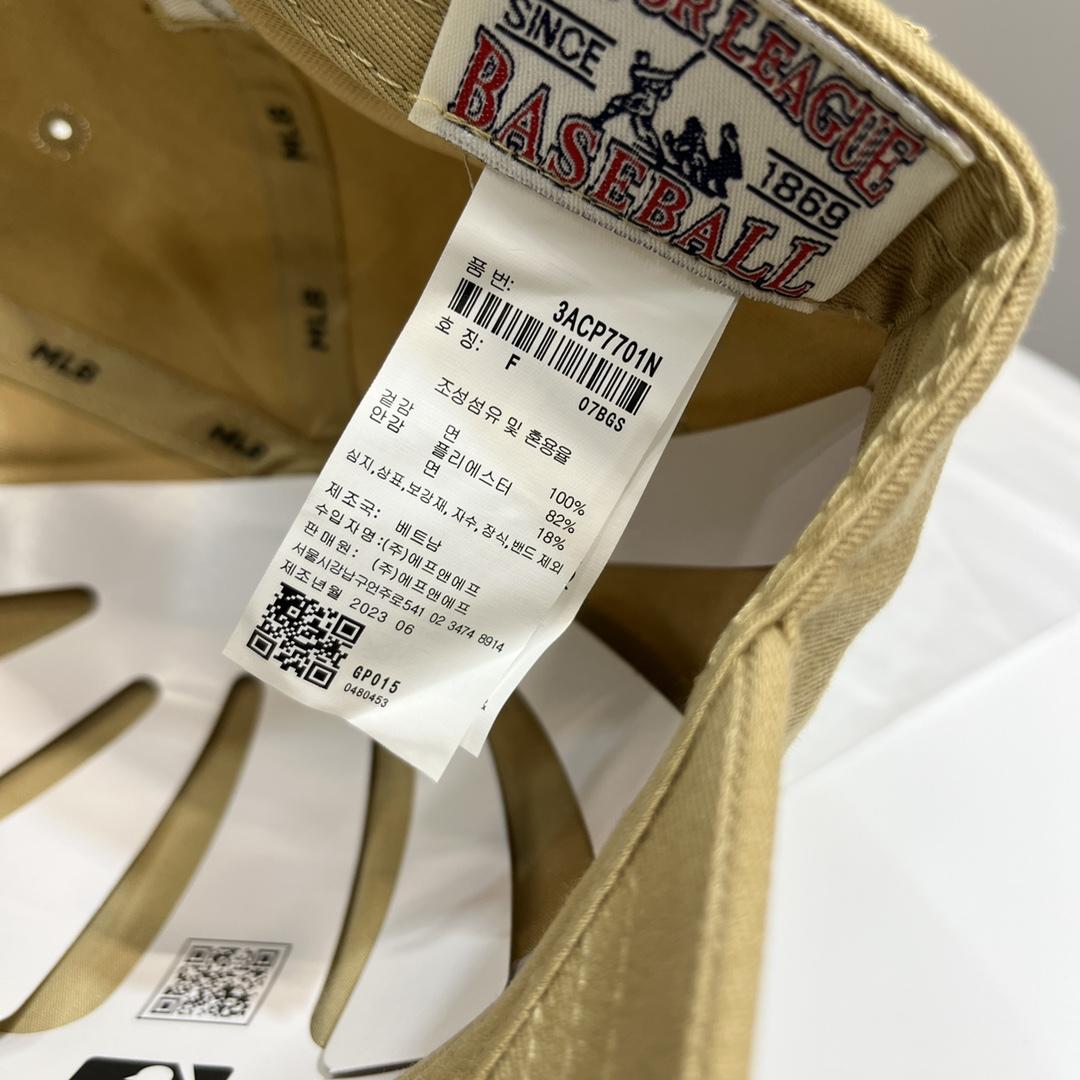 OR LEAGUE
SINCE
BASEBALL
1869
MLB
MLB
MLB
MLB
품 번:
3ACP7701N
호 칭:
F
07BGS
조성섬유 및 혼용율
겉감 면 100%
안감 폴리에스터 82%
면 18%
심지,상표,보강재,자수,장식,밴드 제외
제조국: 베트남
수입자명:(주)에프앤에프
판매원: (주)에프앤에프
서울시강남구언주로541 02 3474 8914
제조년월 2023 06
GP015
0480453